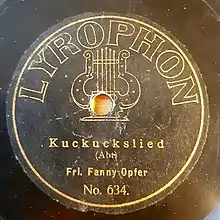 LYROPHON
Kuckuckslied
(Abt)
Frl. Fanny Opfer
No. 634.